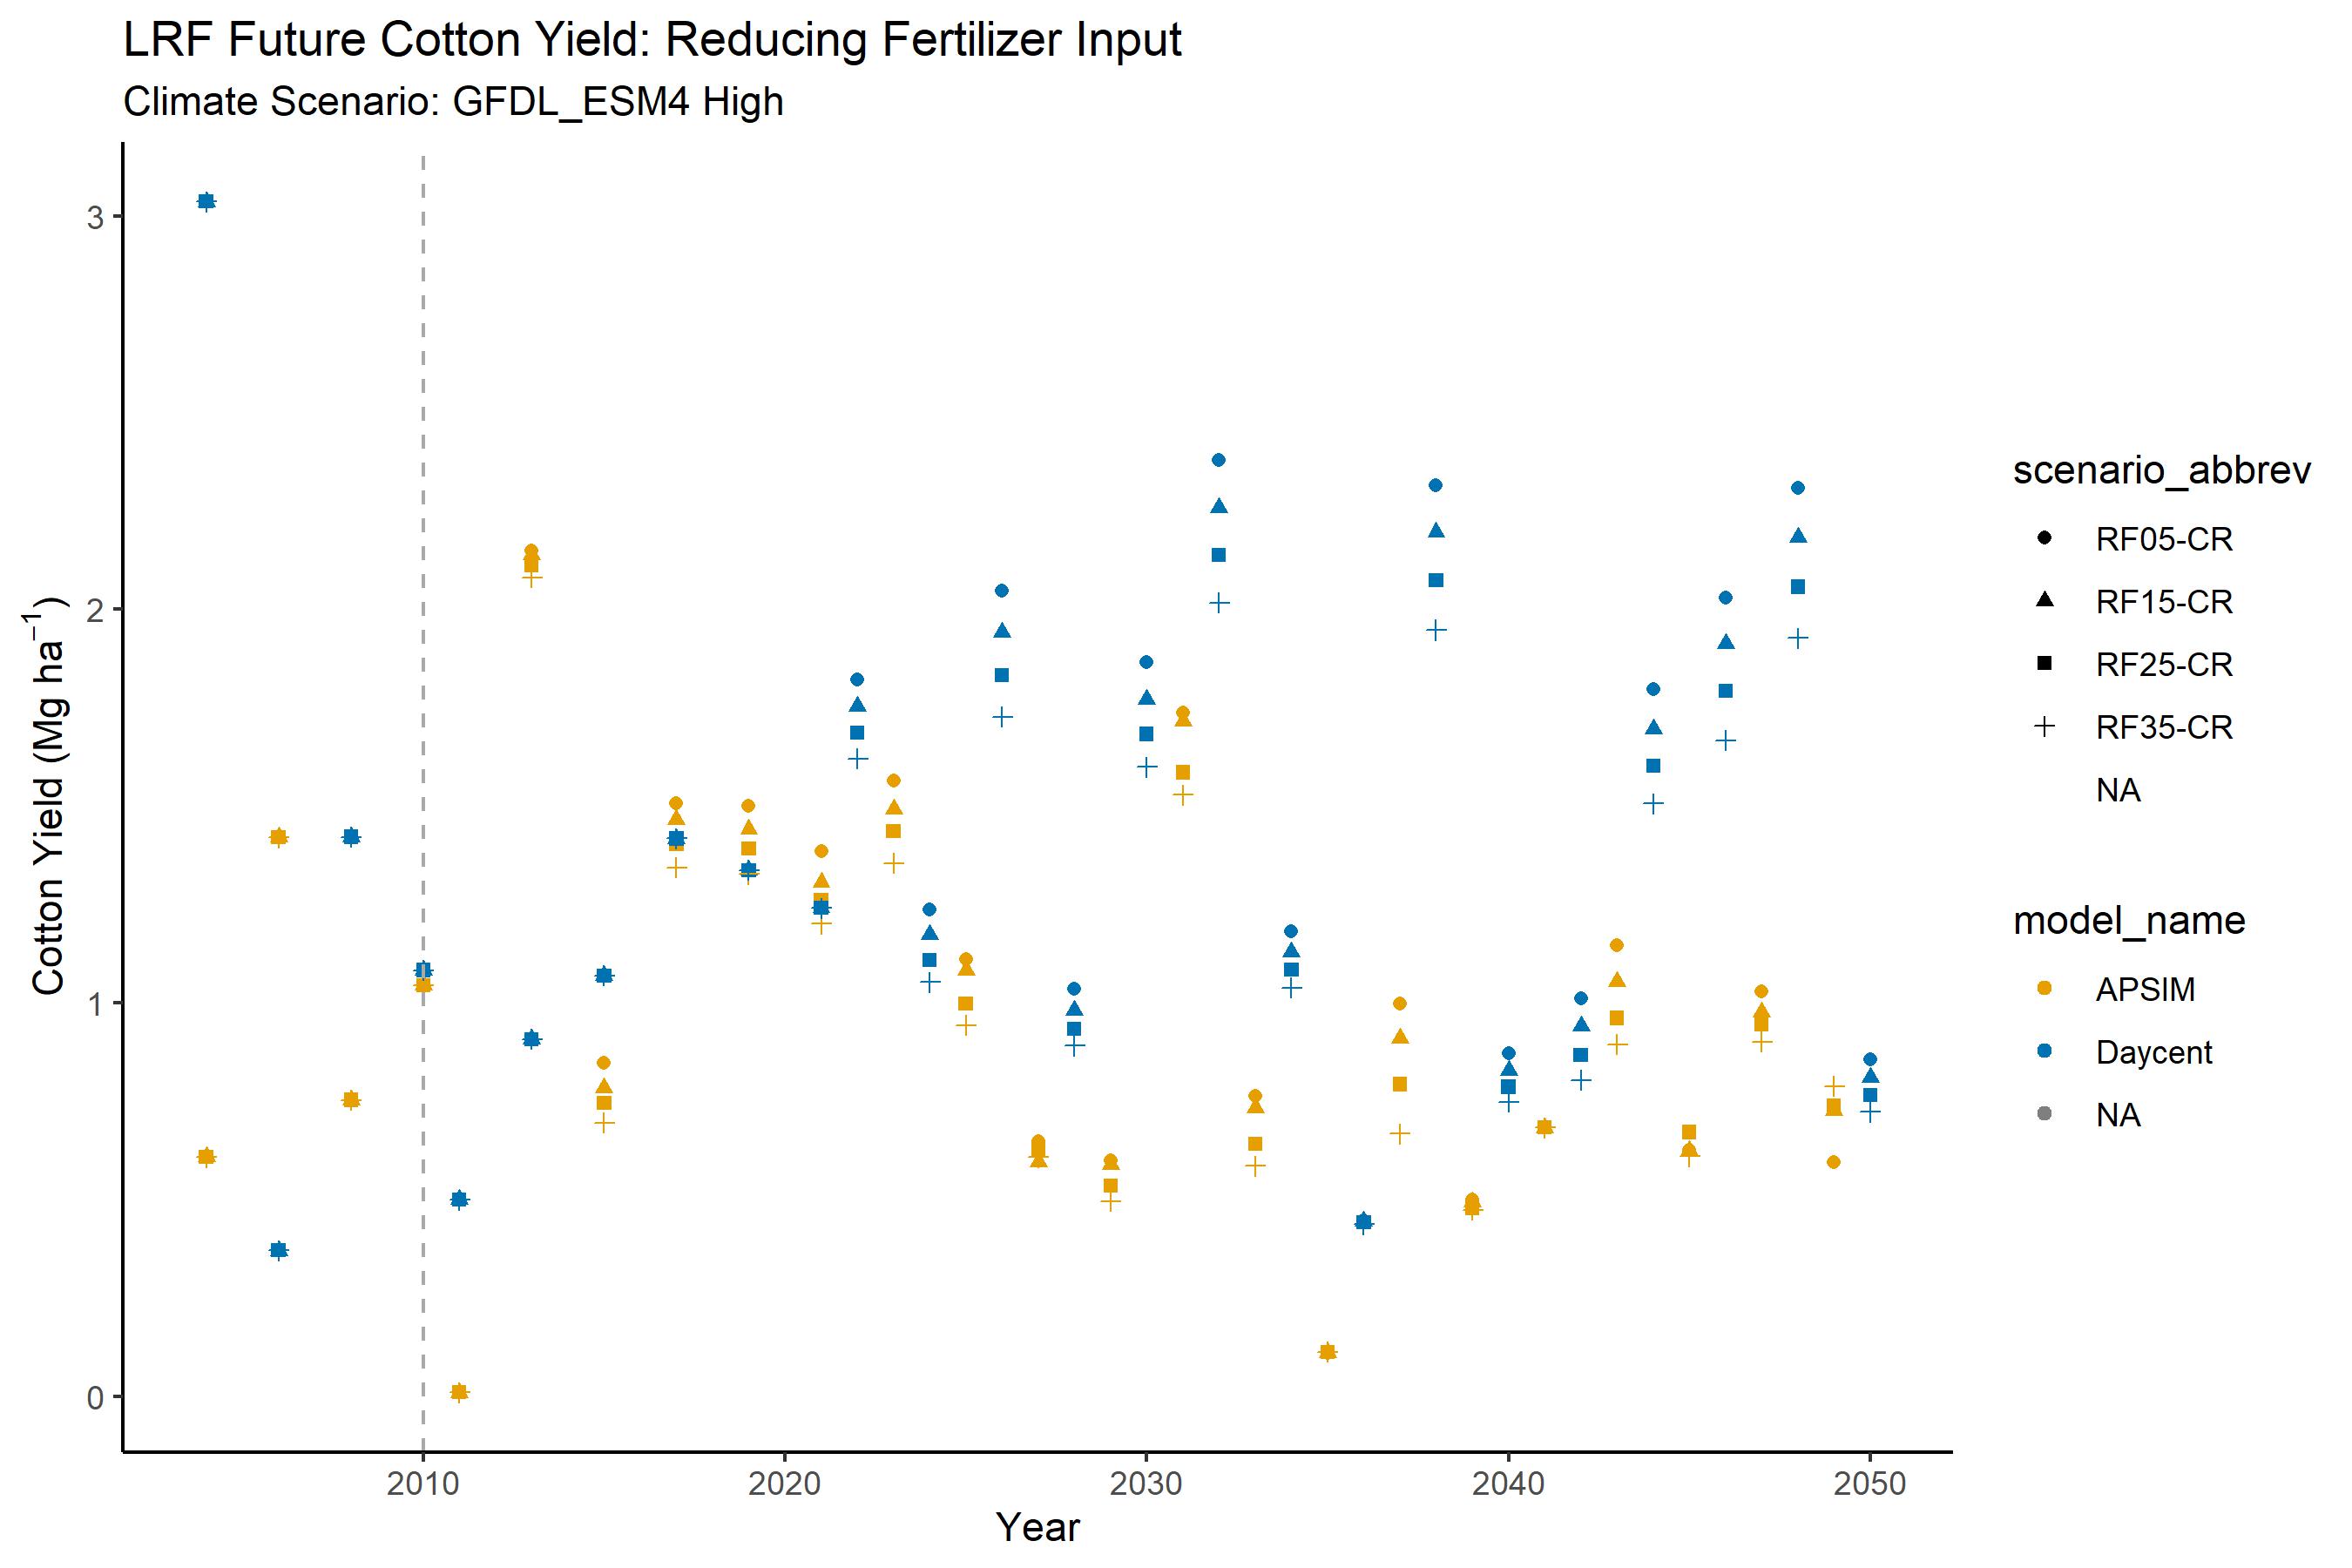 LRF Future Cotton Yield: Reducing Fertilizer Input
Climate Scenario: GFDL_ESM4 High
Cotton Yield (Mg ha⁻¹)
3
2
1
0
2010
2020
2030
2040
2050
Year
scenario_abbrev
RF05-CR
RF15-CR
RF25-CR
RF35-CR
NA
model_name
APSIM
Daycent
NA